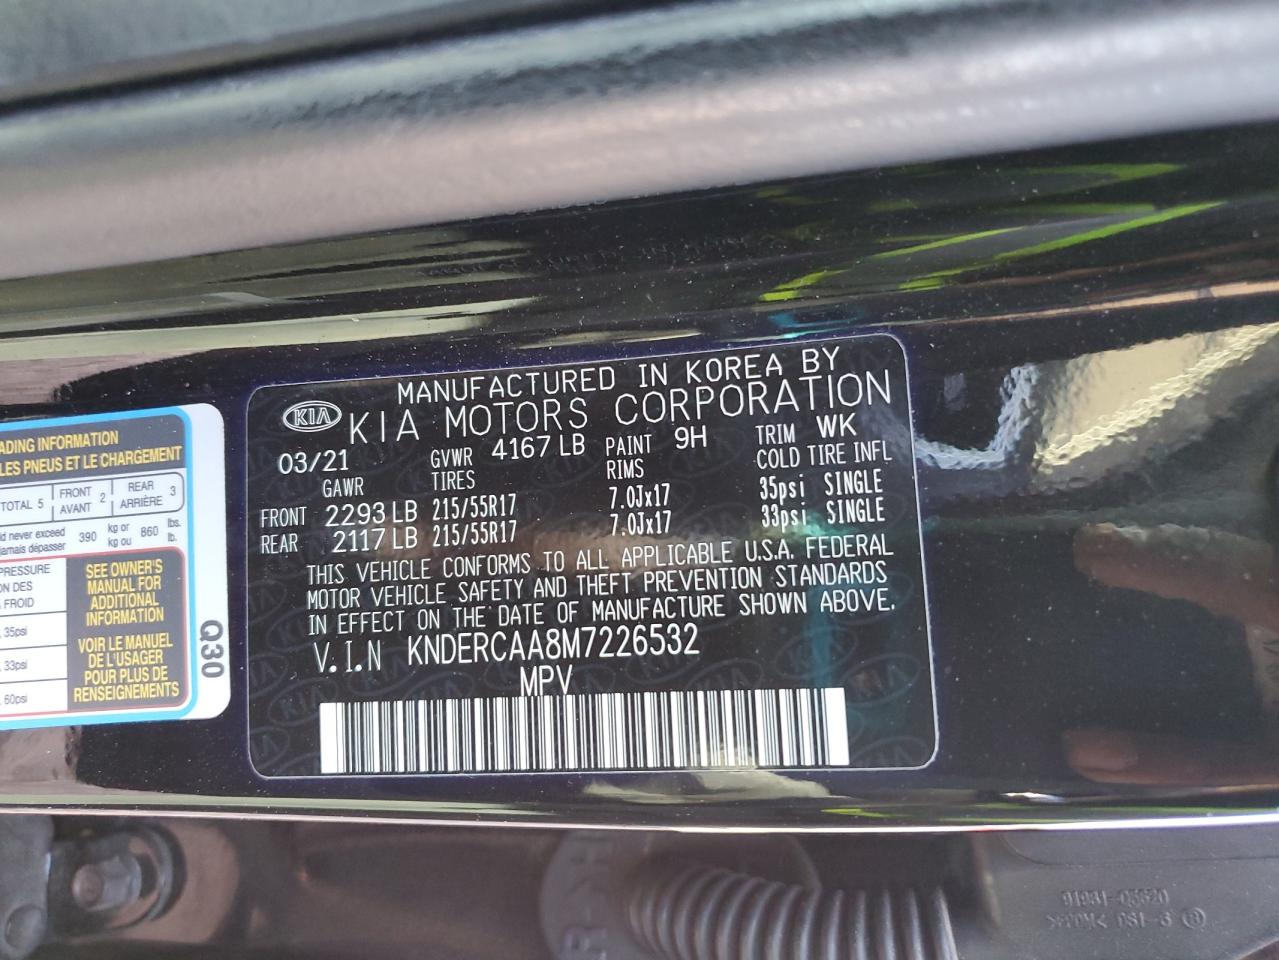 MANUFACTURED IN KOREA BY
KIA KIA MOTORS CORPORATION
03/21 GVWR 4167 LB PAINT 9H TRIM WK
GAWR TIRES RIMS COLD TIRE INFL
FRONT 2293 LB 215/55R17 7.0Jx17 35psi SINGLE
REAR 2117 LB 215/55R17 7.0Jx17 33psi SINGLE
THIS VEHICLE CONFORMS TO ALL APPLICABLE U.S.A. FEDERAL
MOTOR VEHICLE SAFETY AND THEFT PREVENTION STANDARDS
IN EFFECT ON THE DATE OF MANUFACTURE SHOWN ABOVE.
V.I.N KNDERCAA8M7226532
MPV
ADING INFORMATION
LES PNEUS ET LE CHARGEMENT
TOTAL 5 FRONT AVANT 2 REAR ARRIÈRE 3
never exceed
jamais dépasser 390 kg or kg ou 860 lbs. lb.
PRESSURE
ON DES
FROID
35psi
33psi
60psi
SEE OWNER'S
MANUAL FOR
ADDITIONAL
INFORMATION
VOIR LE MANUEL
DE L'USAGER
POUR PLUS DE
RENSEIGNEMENTS
Q30
91931-05620